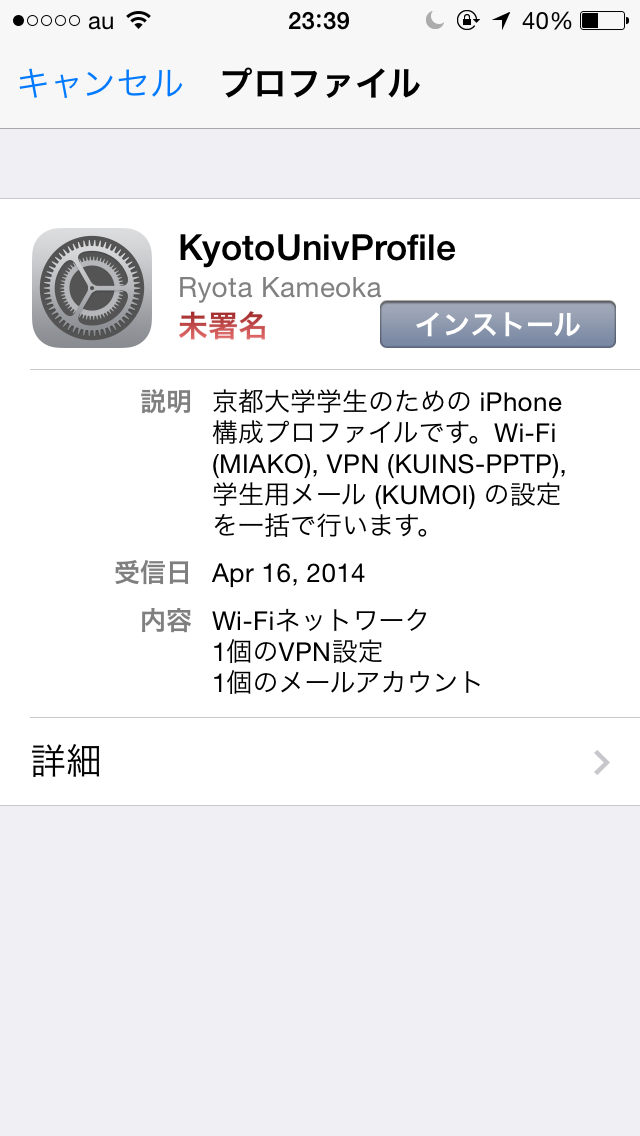 au 23:39 40%
キャンセル プロファイル
KyotoUnivProfile
Ryota Kameoka
未署名 インストール
説明 京都大学学生のための iPhone
構成プロファイルです。Wi-Fi
(MIAKO), VPN (KUINS-PPTP),
学生用メール (KUMOI) の設定
を一括で行います。
受信日 Apr 16, 2014
内容 Wi-Fiネットワーク
1個のVPN設定
1個のメールアカウント
詳細